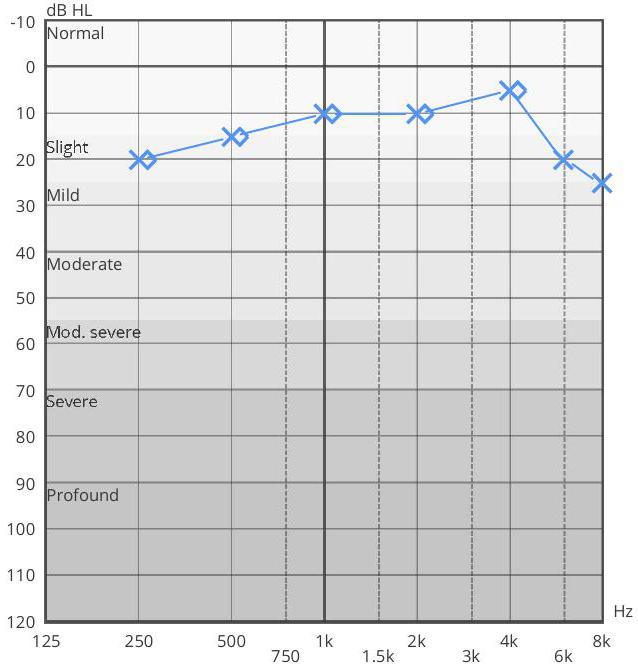 dB HL
-10
Normal
0
10
Slight
20
Mild
30
40
Moderate
50
Mod. severe
60
70
Severe
80
90
Profound
100
110
120
Hz
125 250 500 1k 2k 4k 8k
750 1.5k 3k 6k